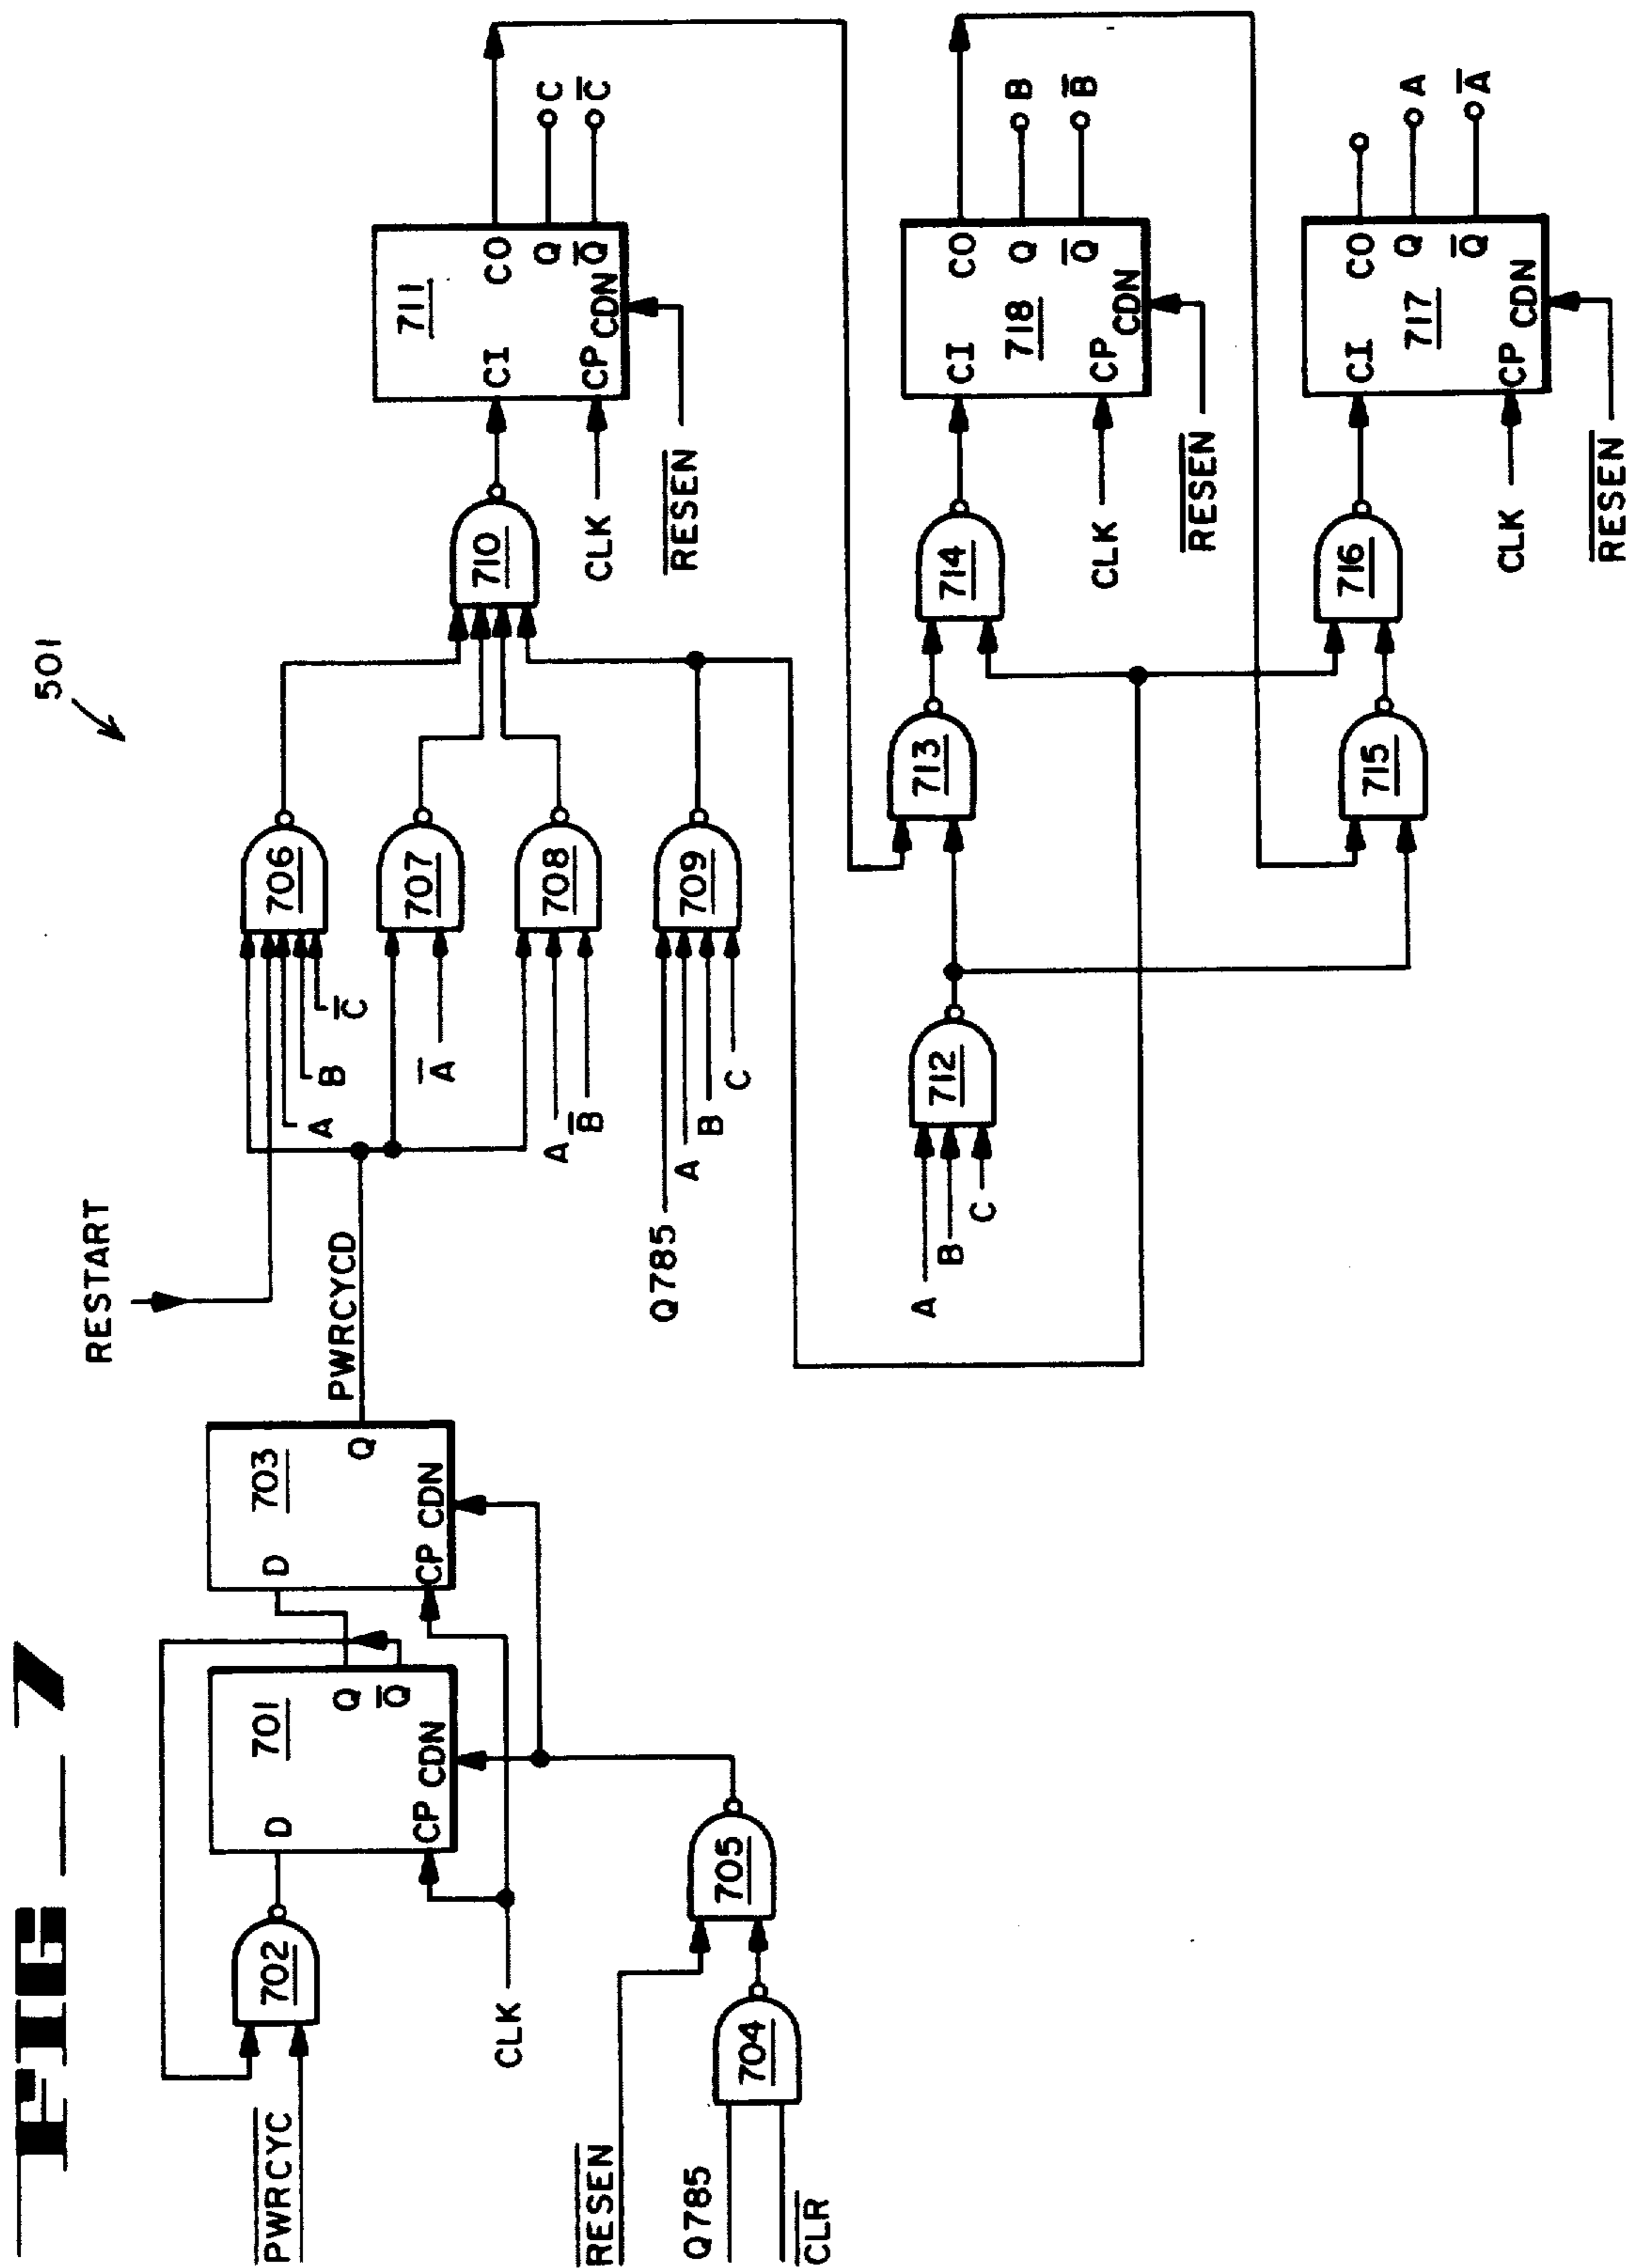 FIG_7
501
RESTART
PWRCYC
702
D
701
Q
Q
CP
CDN
D
703
Q
CP
CDN
PWRCYCD
CLK
RESEN
Q785
CLR
704
705
A
B
C
706
A
707
A
B
708
Q785
A
B
C
709
710
CI
711
CO
Q
Q
CP
CDN
C
C
CLK
RESEN
A
B
C
712
713
714
CI
718
CO
Q
Q
CP
CDN
B
B
CLK
RESEN
715
716
CI
717
CO
Q
Q
CP
CDN
A
A
CLK
RESEN